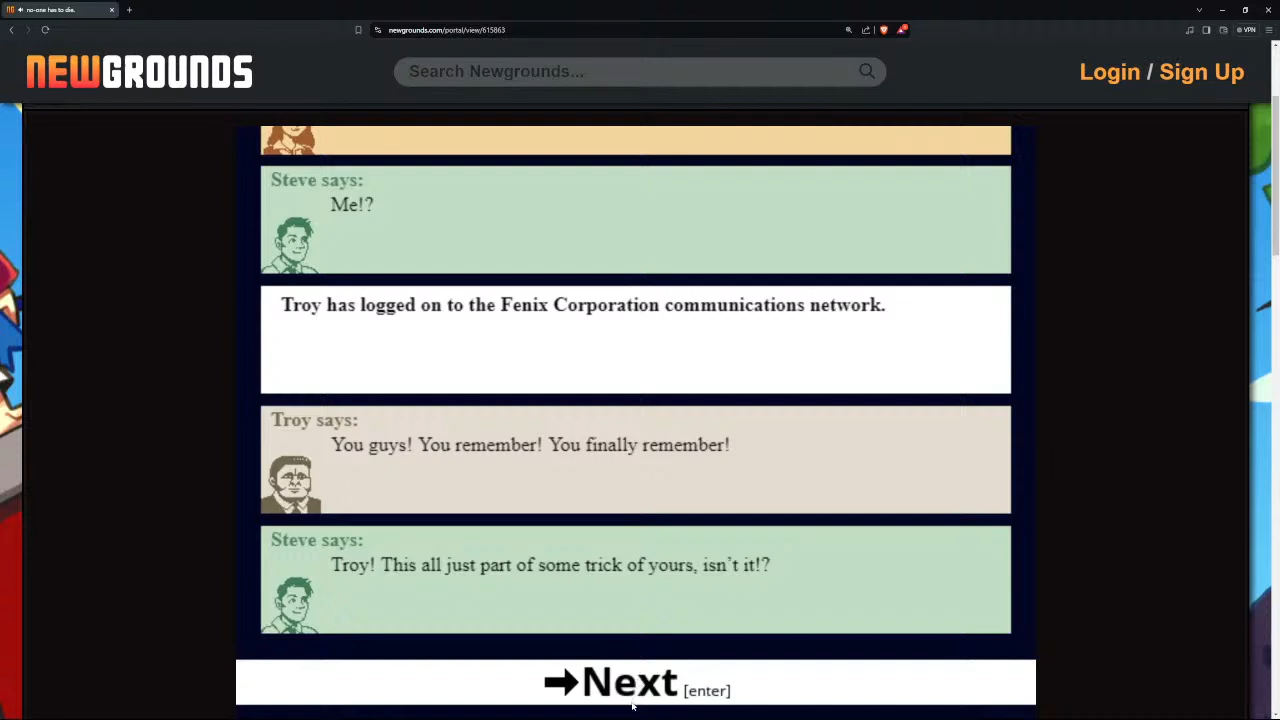 no-one has to die.
newgrounds.com/portal/view/615863
VPN
NEWGROUNDS
Search Newgrounds...
Login / Sign Up
Steve says:
Me!?
Troy has logged on to the Fenix Corporation communications network.
Troy says:
You guys! You remember! You finally remember!
Steve says:
Troy! This all just part of some trick of yours, isn't it!?
➡Next [enter]